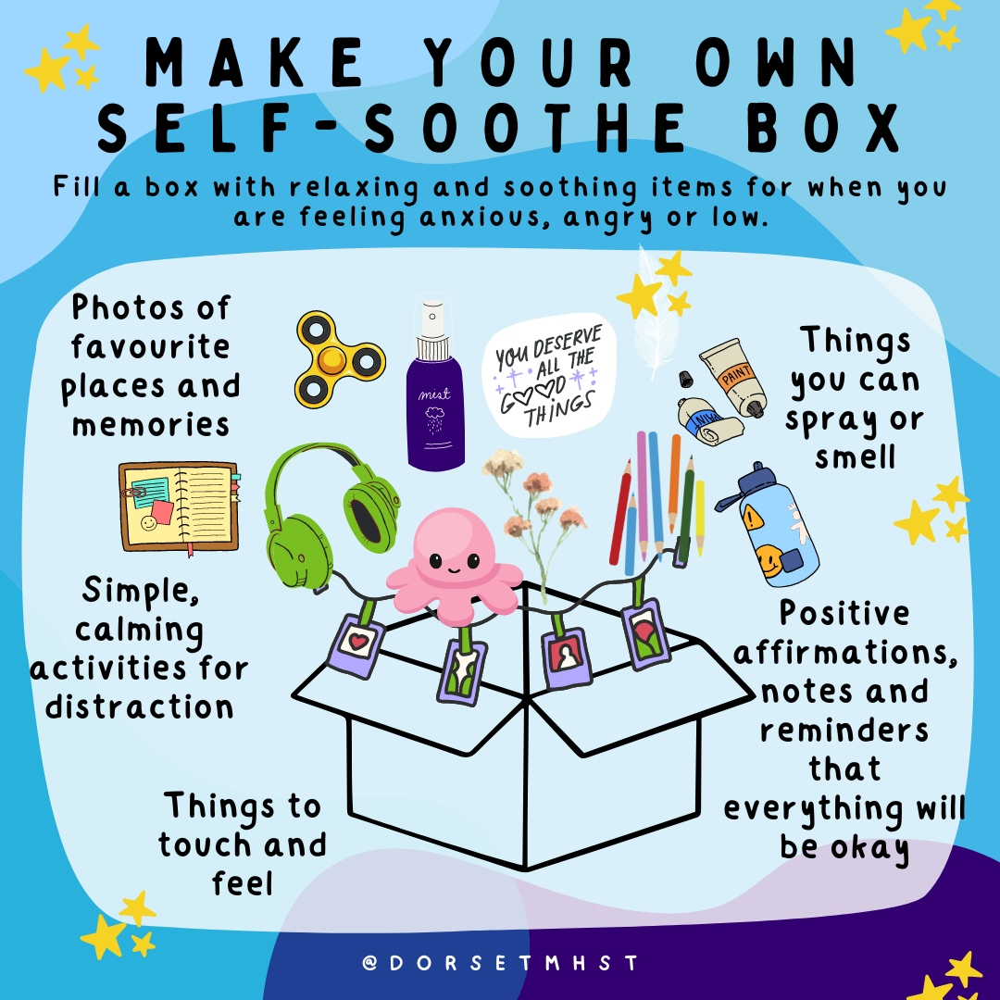 MAKE YOUR OWN
SELF-SOOTHE BOX
Fill a box with relaxing and soothing items for when you
are feeling anxious, angry or low.
Photos of
favourite
places and
memories
mist
YOU DESERVE
ALL THE
GOOD
THINGS
PAINT
PAINT
Things
you can
spray or
smell
Simple,
calming
activities for
distraction
Positive
affirmations,
notes and
reminders
that
everything will
be okay
Things to
touch and
feel
@DORSETMHST